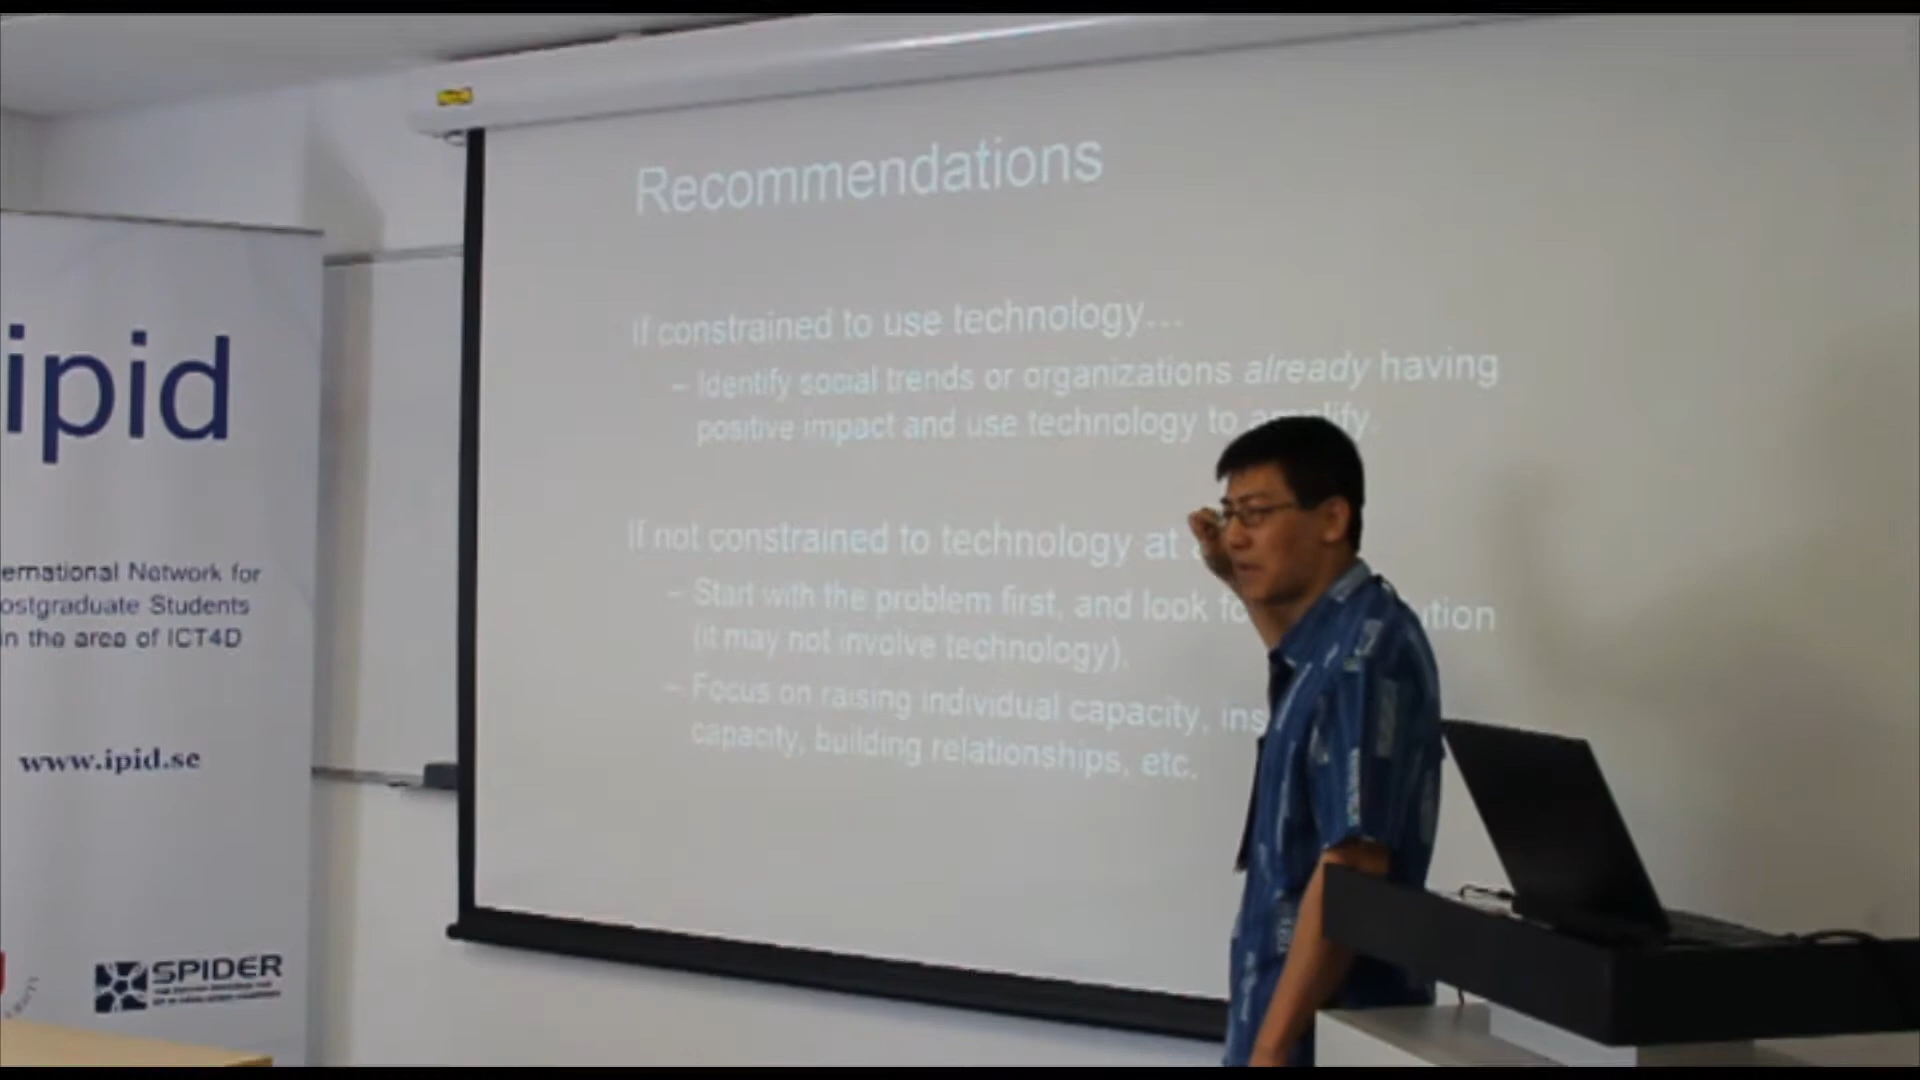 Recommendations
If constrained to use technology...
– Identify social trends or organizations already having
positive impact and use technology to amplify.
If not constrained to technology at
– Start with the problem first, and look
(it may not involve technology).
– Focus on raising individual capacity,
capacity, building relationships, etc.
ipid
ernational Network for
ostgraduate Students
in the area of ICT4D
www.ipid.se
SPIDER